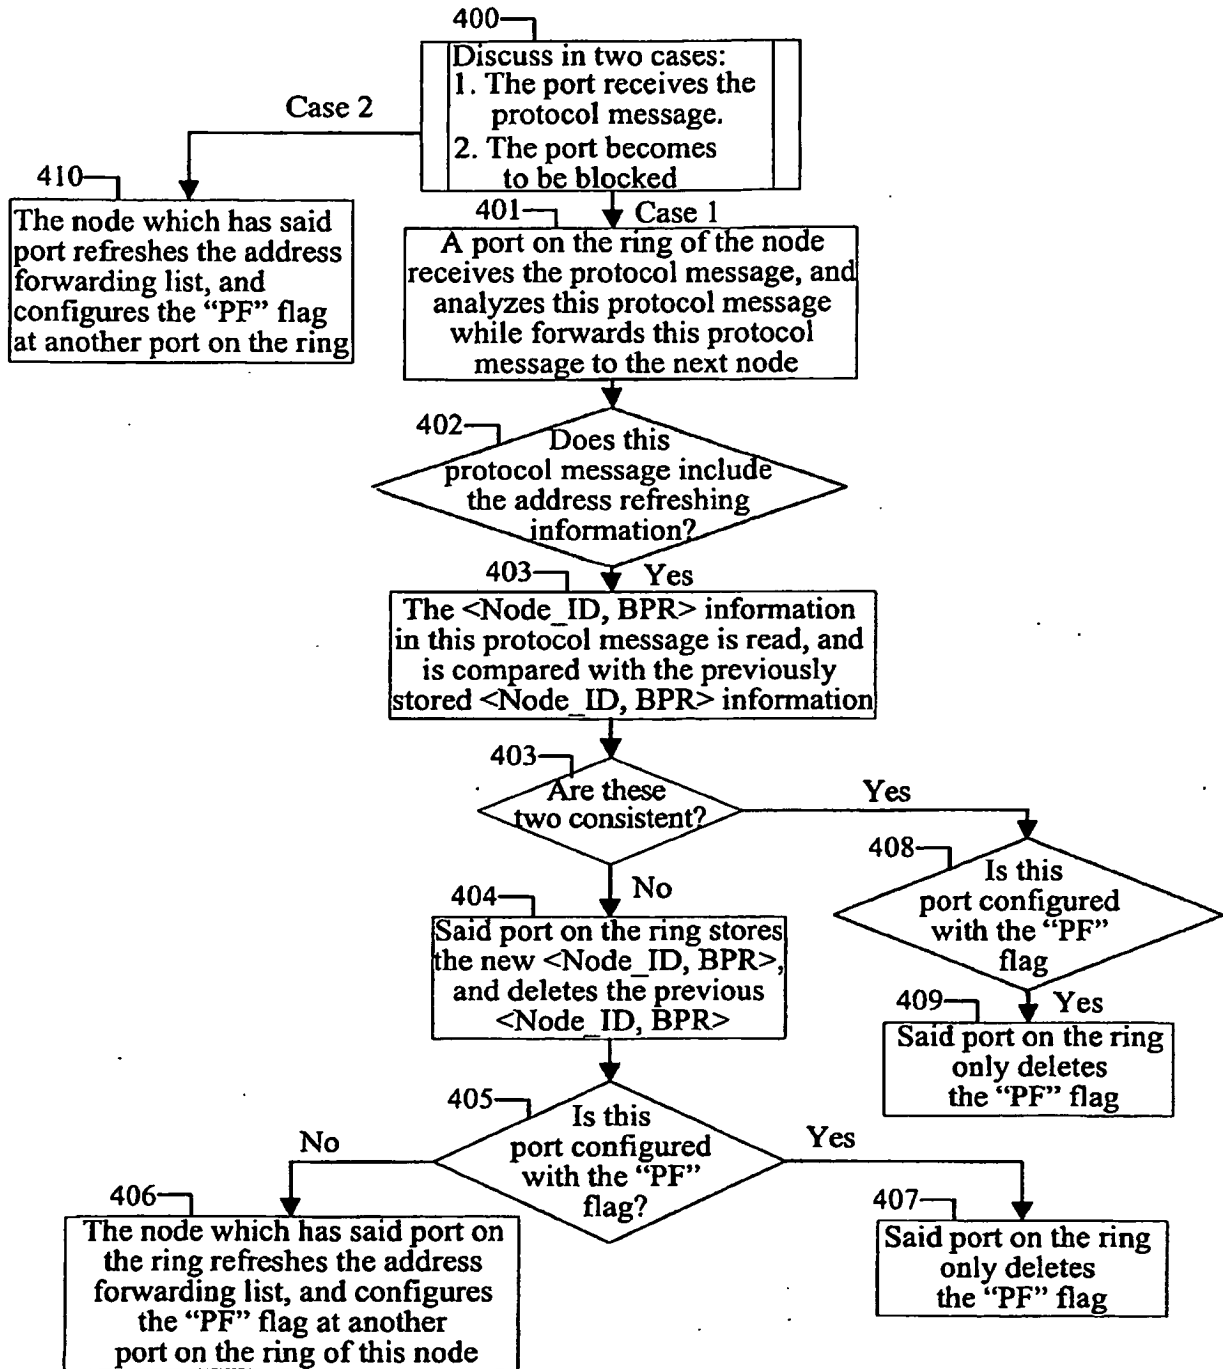 400
Discuss in two cases:
1. The port receives the
protocol message.
2. The port becomes
to be blocked
Case 2
410
The node which has said
port refreshes the address
forwarding list, and
configures the “PF” flag
at another port on the ring
Case 1
401
A port on the ring of the node
receives the protocol message, and
analyzes this protocol message
while forwards this protocol
message to the next node
402
Does this
protocol message include
the address refreshing
information?
Yes
403
The <Node_ID, BPR> information
in this protocol message is read, and
is compared with the previously
stored <Node_ID, BPR> information
403
Are these
two consistent?
Yes
408
Is this
port configured
with the “PF”
flag
Yes
409
Said port on the ring
only deletes
the “PF” flag
No
404
Said port on the ring stores
the new <Node_ID, BPR>,
and deletes the previous
<Node_ID, BPR>
405
Is this
port configured
with the “PF”
flag?
No
406
The node which has said port on
the ring refreshes the address
forwarding list, and configures
the “PF” flag at another
port on the ring of this node
Yes
407
Said port on the ring
only deletes
the “PF” flag